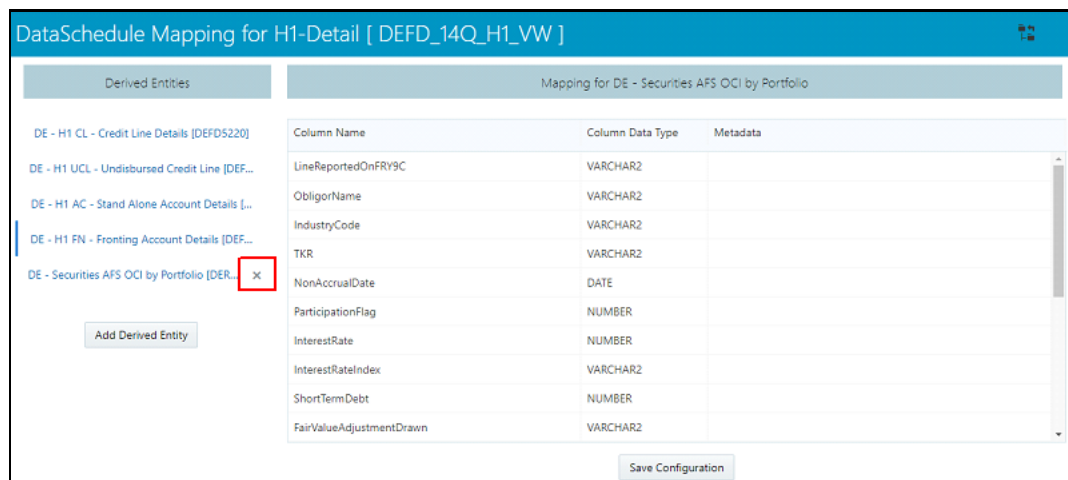 DataSchedule Mapping for H1-Detail [ DEFD_14Q_H1_VW ]
Derived Entities
DE - H1 CL - Credit Line Details [DEFD5220]
DE - H1 UCL - Undisbursed Credit Line [DEF...
DE - H1 AC - Stand Alone Account Details [...
DE - H1 FN - Fronting Account Details [DEF...
DE - Securities AFS OCI by Portfolio [DER... ×
Add Derived Entity
Mapping for DE - Securities AFS OCI by Portfolio
Column Name Column Data Type Metadata
LineReportedOnFRY9C VARCHAR2
ObligorName VARCHAR2
IndustryCode VARCHAR2
TKR VARCHAR2
NonAccrualDate DATE
ParticipationFlag NUMBER
InterestRate NUMBER
InterestRateIndex VARCHAR2
ShortTermDebt NUMBER
FairValueAdjustmentDrawn VARCHAR2
Save Configuration